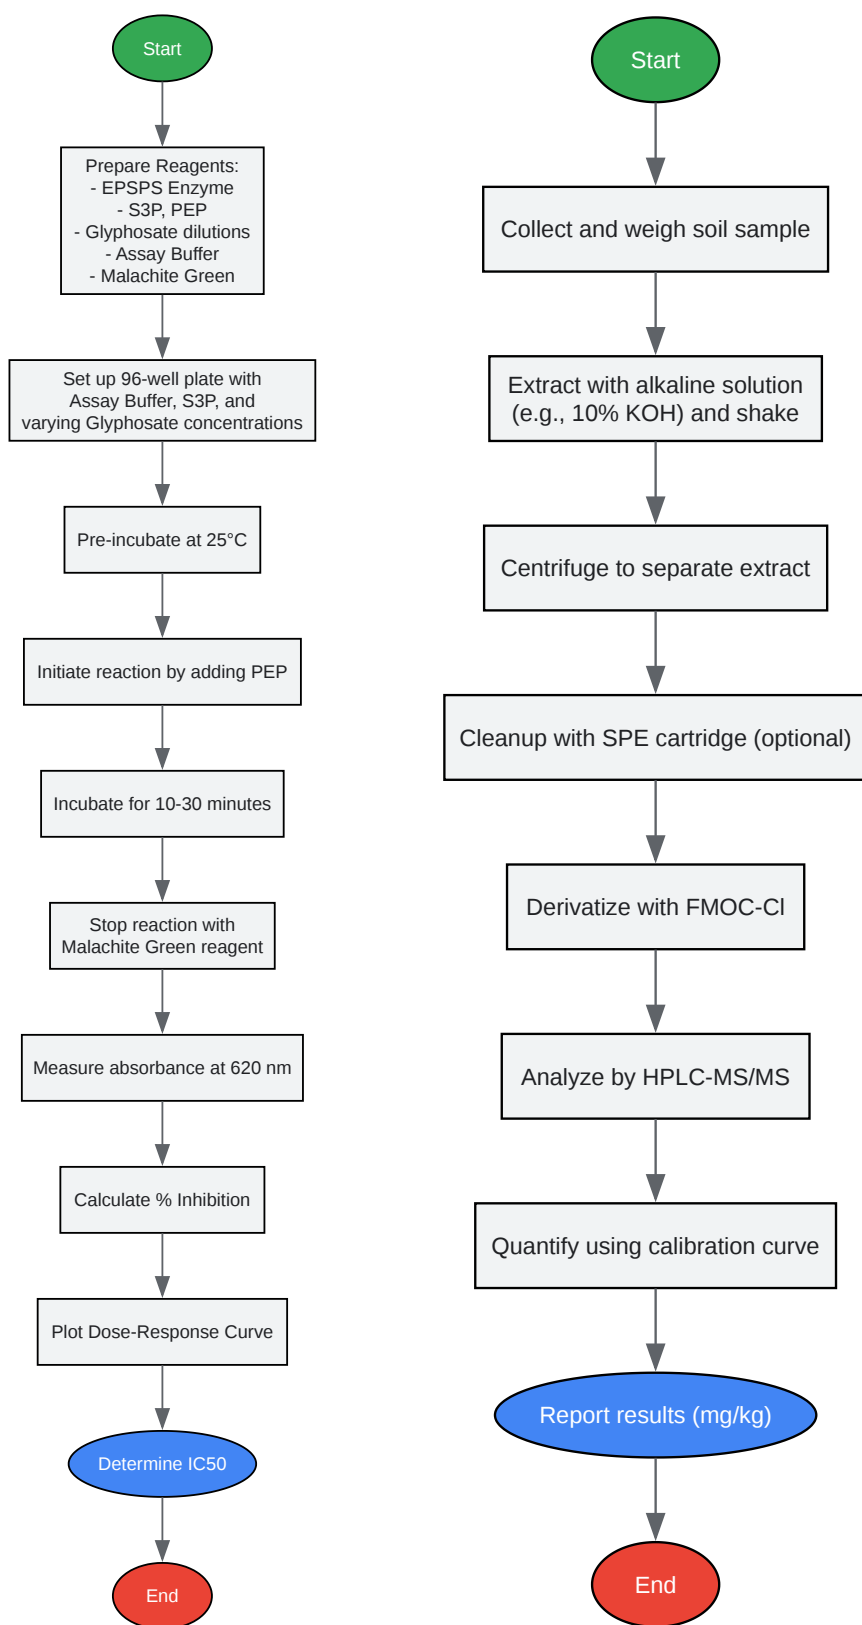 Start
Prepare Reagents:
- EPSPS Enzyme
- S3P, PEP
- Glyphosate dilutions
- Assay Buffer
- Malachite Green
Set up 96-well plate with
Assay Buffer, S3P, and
varying Glyphosate concentrations
Pre-incubate at 25°C
Initiate reaction by adding PEP
Incubate for 10-30 minutes
Stop reaction with
Malachite Green reagent
Measure absorbance at 620 nm
Calculate % Inhibition
Plot Dose-Response Curve
Determine IC50
End
Start
Collect and weigh soil sample
Extract with alkaline solution
(e.g., 10% KOH) and shake
Centrifuge to separate extract
Cleanup with SPE cartridge (optional)
Derivatize with FMOC-Cl
Analyze by HPLC-MS/MS
Quantify using calibration curve
Report results (mg/kg)
End